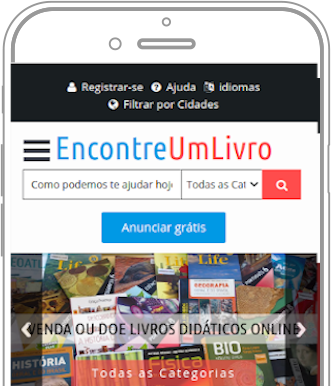 Registrar-se Ajuda idiomas
Filtrar por Cidades
EncontreUmLivro
Como podemos te ajudar hoje Todas as Cat
Anunciar grátis
Life Life
GEOGRAFIA
VENDA OU DOE LIVROS DIDÁTICOS ONLINE
HISTÓRIA Física BIO
Todas as Categorias